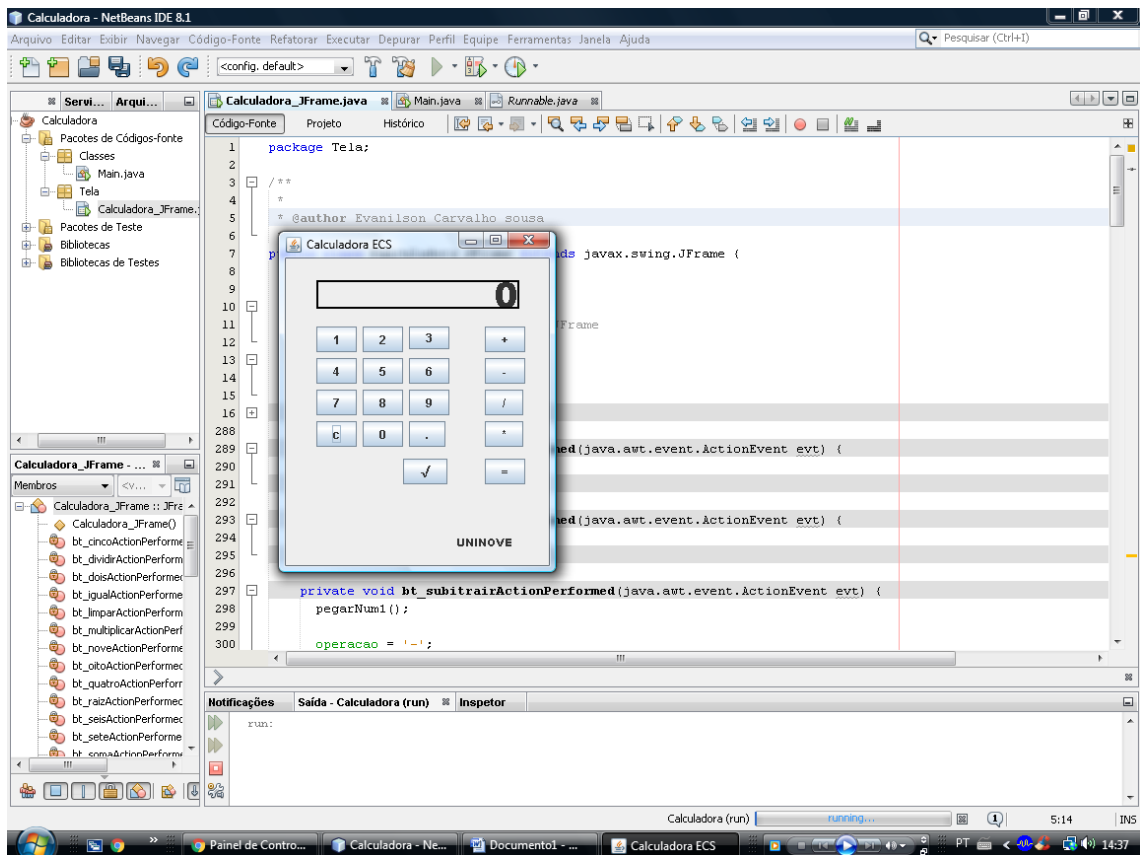 Calculadora - NetBeans IDE 8.1
Arquivo Editar Exibir Navegar Código-Fonte Refatorar Executar Depurar Perfil Equipe Ferramentas Janela Ajuda
Pesquisar (Ctrl+I)
<config. default>
Servi... Arqui...
Calculadora_JFrame.java Main.java Runnable.java
Calculadora
Pacotes de Códigos-fonte
Classes
Main.java
Tela
Calculadora_JFrame.
Pacotes de Teste
Bibliotecas
Bibliotecas de Testes
Código-Fonte Projeto Histórico
1 package Tela;
2
3 /**
4 *
5 * @author Evanilson Carvalho sousa
6
7 p ds javax.swing.JFrame {
8
9
10
11 JFrame
12
13
14
15
16
288
289 ned(java.awt.event.ActionEvent evt) {
290
291
292
293 ned(java.awt.event.ActionEvent evt) {
294
295
296
297 private void bt_subitrairActionPerformed(java.awt.event.ActionEvent evt) {
298 pegarNum1();
299
300 operacao = '-';
Calculadora ECS
0
1 2 3 +
4 5 6 -
7 8 9 /
c 0 . *
√ =
UNINOVE
Calculadora_JFrame - ...
Membros <v...
Calculadora_JFrame :: JFra
Calculadora_JFrame()
bt_cincoActionPerforme
bt_dividirActionPerform
bt_doisActionPerformed
bt_igualActionPerforme
bt_limparActionPerform
bt_multiplicarActionPerf
bt_noveActionPerforme
bt_oitoActionPerformed
bt_quatroActionPerforr
bt_raizActionPerformed
bt_seisActionPerformed
bt_seteActionPerforme
bt_somaActionPerforme
Notificações Saída - Calculadora (run) Inspetor
run:
Calculadora (run) running... 1 5:14 INS
Painel de Contro... Calculadora - Ne... Documento1 - ... Calculadora ECS PT 14:37